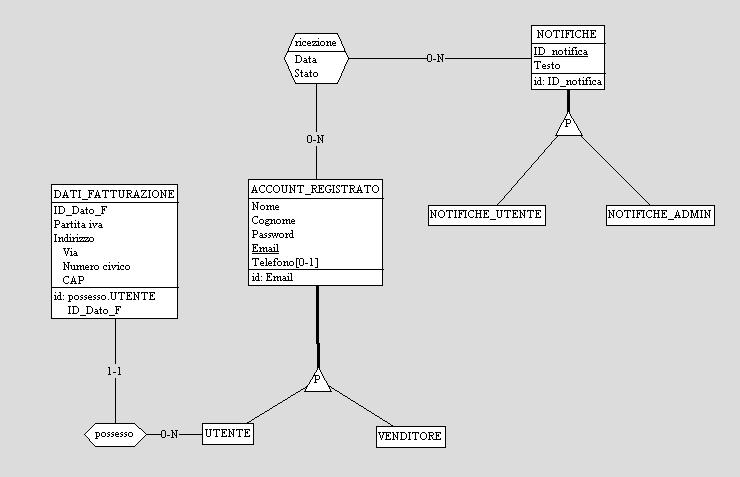 ricezione
Data
Stato
0-N
NOTIFICHE
ID_notifica
Testo
id: ID_notifica
P
NOTIFICHE_UTENTE
NOTIFICHE_ADMIN
0-N
ACCOUNT_REGISTRATO
Nome
Cognome
Password
Email
Telefono[0-1]
id: Email
DATI_FATTURAZIONE
ID_Dato_F
Partita iva
Indirizzo
Via
Numero civico
CAP
id: possesso.UTENTE
ID_Dato_F
1-1
P
possesso
0-N
UTENTE
VENDITORE